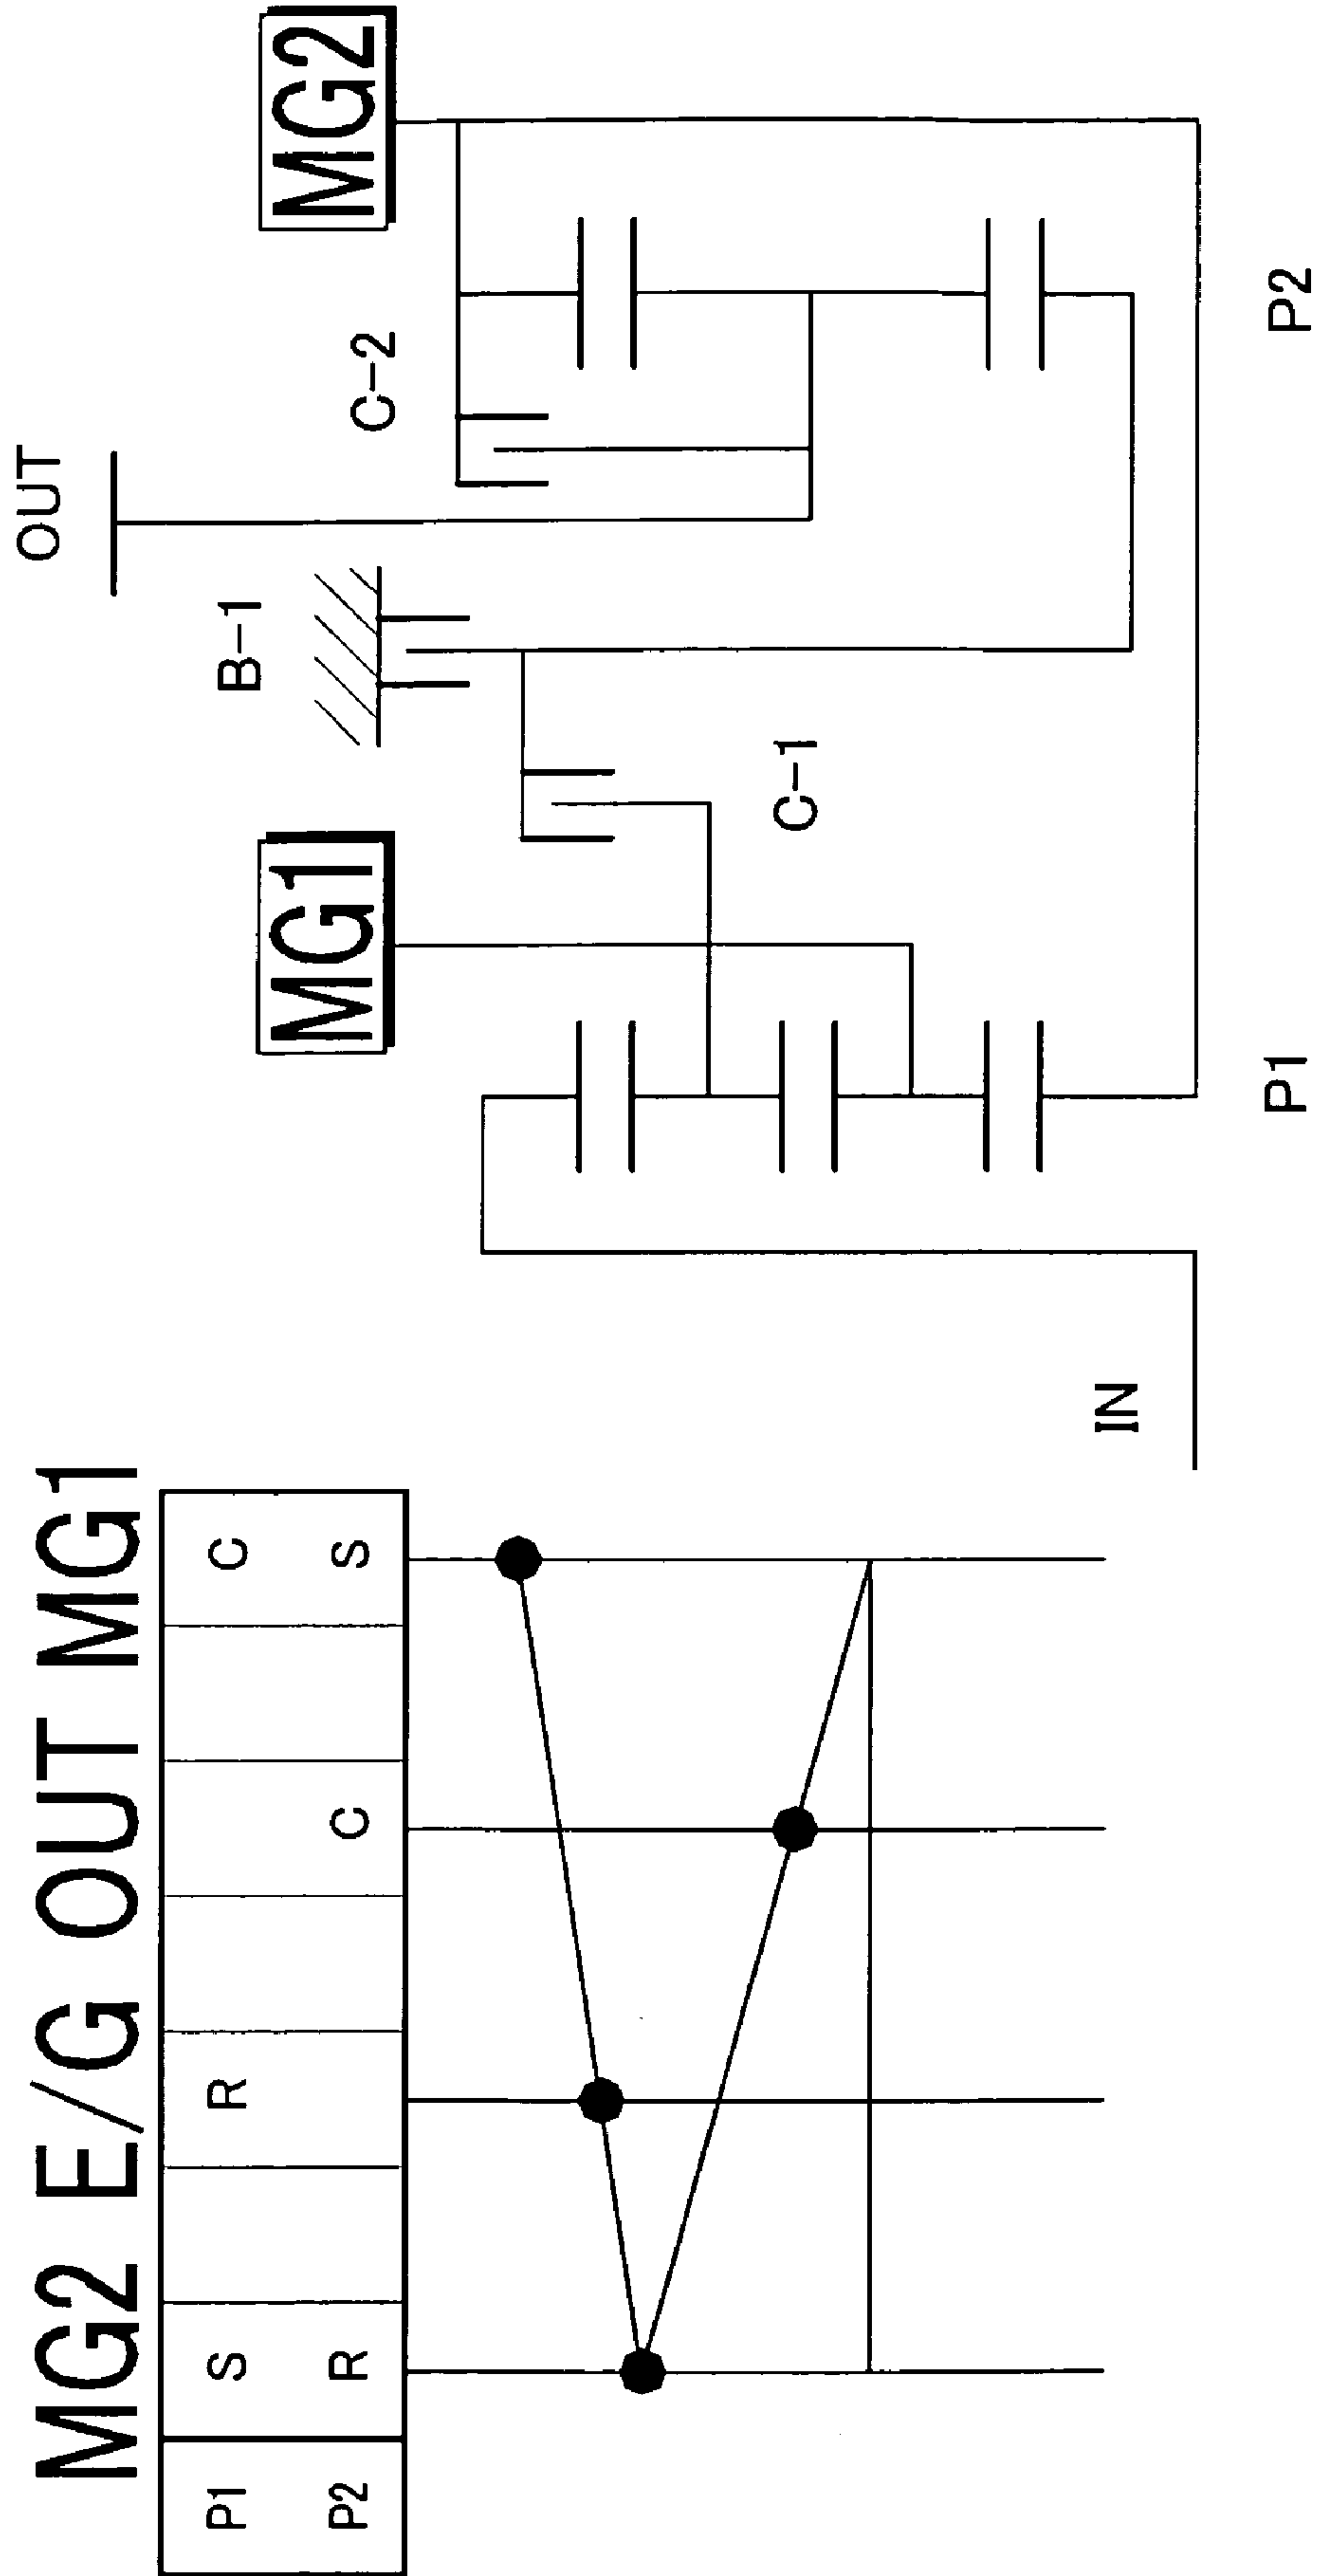 MG2 E/G OUT MG1
P1 S R C
P2 R C S
OUT
B-1
MG1
MG2
C-2
C-1
IN
P1
P2